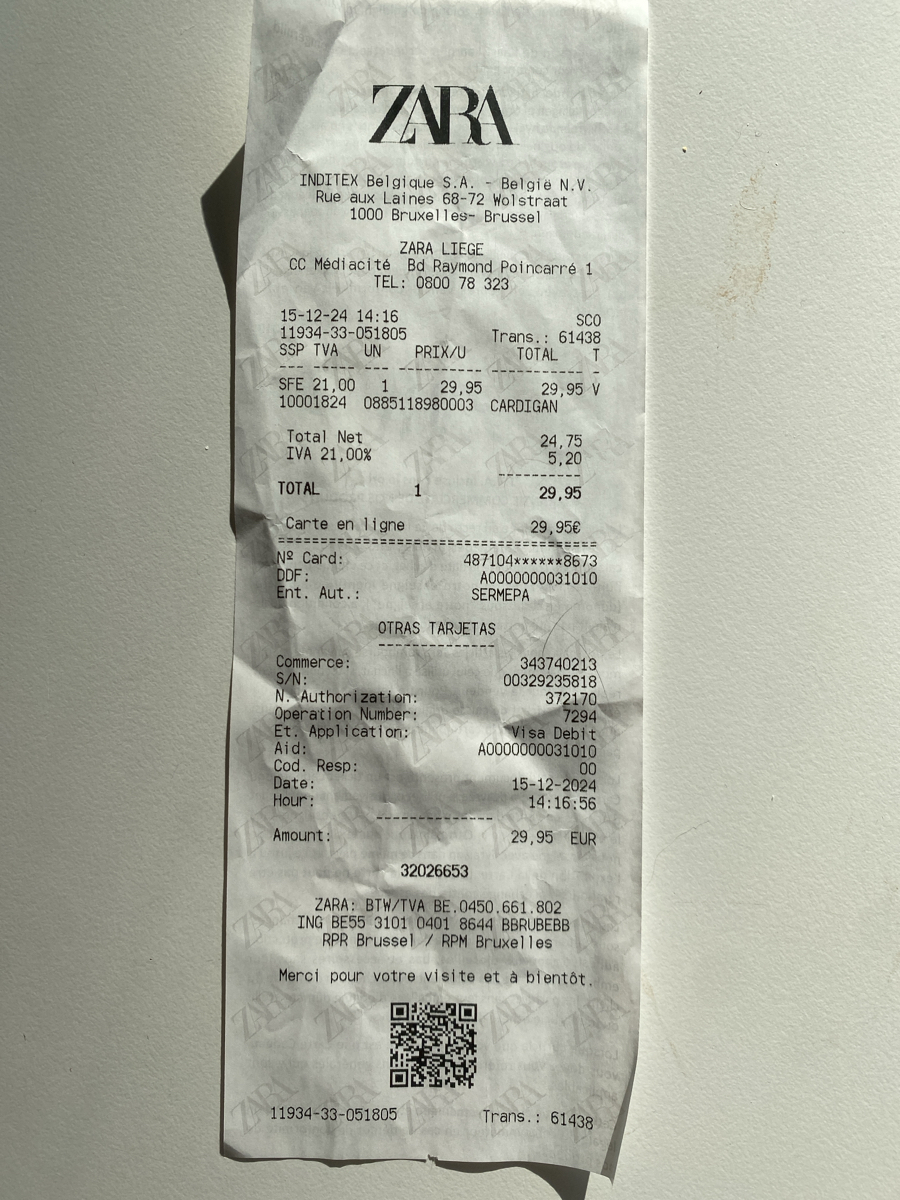 ZARA
INDITEX Belgique S.A. - België N.V.
Rue aux Laines 68-72 Wolstraat
1000 Bruxelles- Brussel
ZARA LIEGE
CC Médiacité Bd Raymond Poincarré 1
TEL: 0800 78 323
15-12-24 14:16 SCO
11934-33-051805 Trans.: 61438
SSP TVA UN PRIX/U TOTAL T
--- ----- --- ---------- ----------- -
SFE 21,00 1 29,95 29,95 V
10001824 0885118980003 CARDIGAN
Total Net 24,75
IVA 21,00% 5,20
----------
TOTAL 1 29,95
Carte en ligne 29,95€
======================================
Nº Card: 487104******8673
DDF: A0000000031010
Ent. Aut.: SERMEPA
OTRAS TARJETAS
--------------
Commerce: 343740213
S/N: 00329235818
N. Authorization: 372170
Operation Number: 7294
Et. Application: Visa Debit
Aid: A0000000031010
Cod. Resp: 00
Date: 15-12-2024
Hour: 14:16:56
--------------
Amount: 29,95 EUR
32026653
ZARA: BTW/TVA BE.0450.661.802
ING BE55 3101 0401 8644 BBRUBEBB
RPR Brussel / RPM Bruxelles
Merci pour votre visite et à bientôt.
11934-33-051805 Trans.: 61438